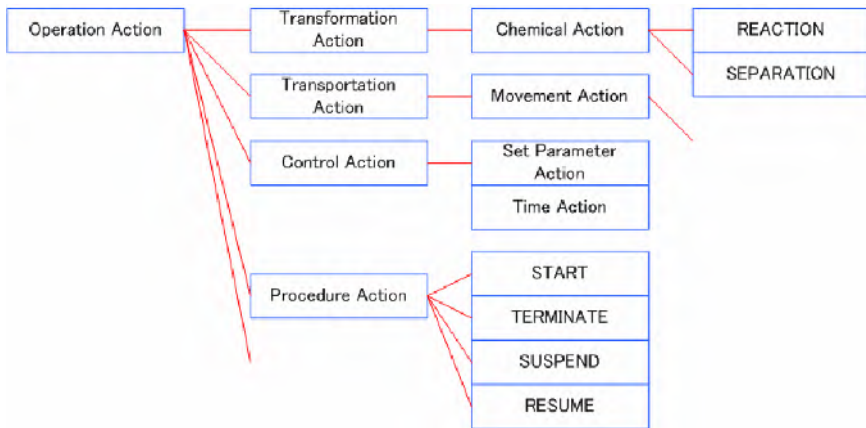 Operation Action
Transformation
Action
Chemical Action
REACTION
SEPARATION
Transportation
Action
Movement Action
Control Action
Set Parameter
Action
Time Action
Procedure Action
START
TERMINATE
SUSPEND
RESUME